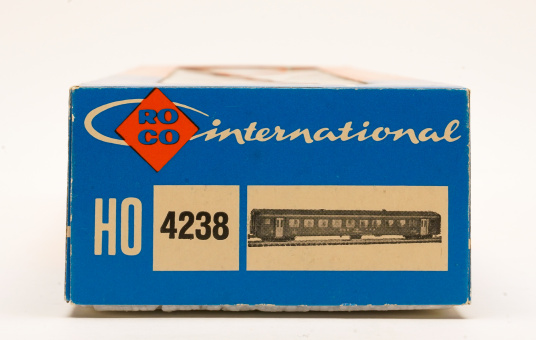 RO
CO
international
HO 4238